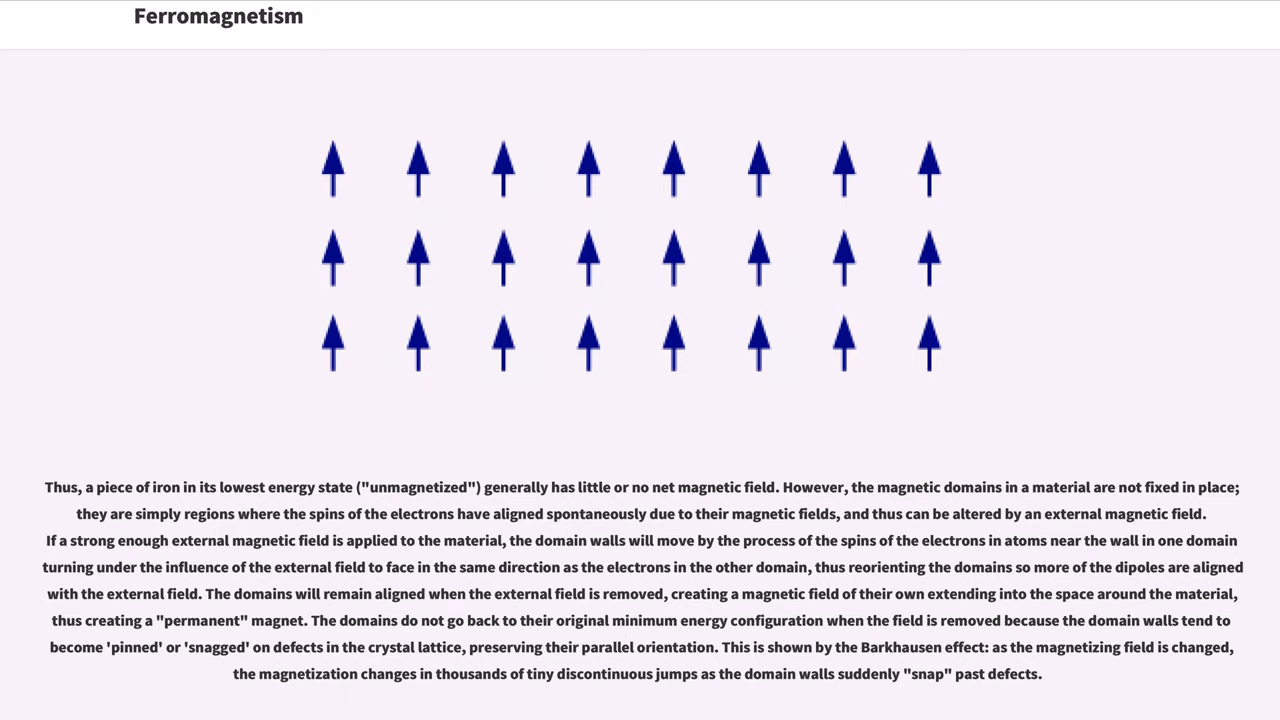 Ferromagnetism
Thus, a piece of iron in its lowest energy state ("unmagnetized") generally has little or no net magnetic field. However, the magnetic domains in a material are not fixed in place;
they are simply regions where the spins of the electrons have aligned spontaneously due to their magnetic fields, and thus can be altered by an external magnetic field.
If a strong enough external magnetic field is applied to the material, the domain walls will move by the process of the spins of the electrons in atoms near the wall in one domain
turning under the influence of the external field to face in the same direction as the electrons in the other domain, thus reorienting the domains so more of the dipoles are aligned
with the external field. The domains will remain aligned when the external field is removed, creating a magnetic field of their own extending into the space around the material,
thus creating a "permanent" magnet. The domains do not go back to their original minimum energy configuration when the field is removed because the domain walls tend to
become 'pinned' or 'snagged' on defects in the crystal lattice, preserving their parallel orientation. This is shown by the Barkhausen effect: as the magnetizing field is changed,
the magnetization changes in thousands of tiny discontinuous jumps as the domain walls suddenly "snap" past defects.